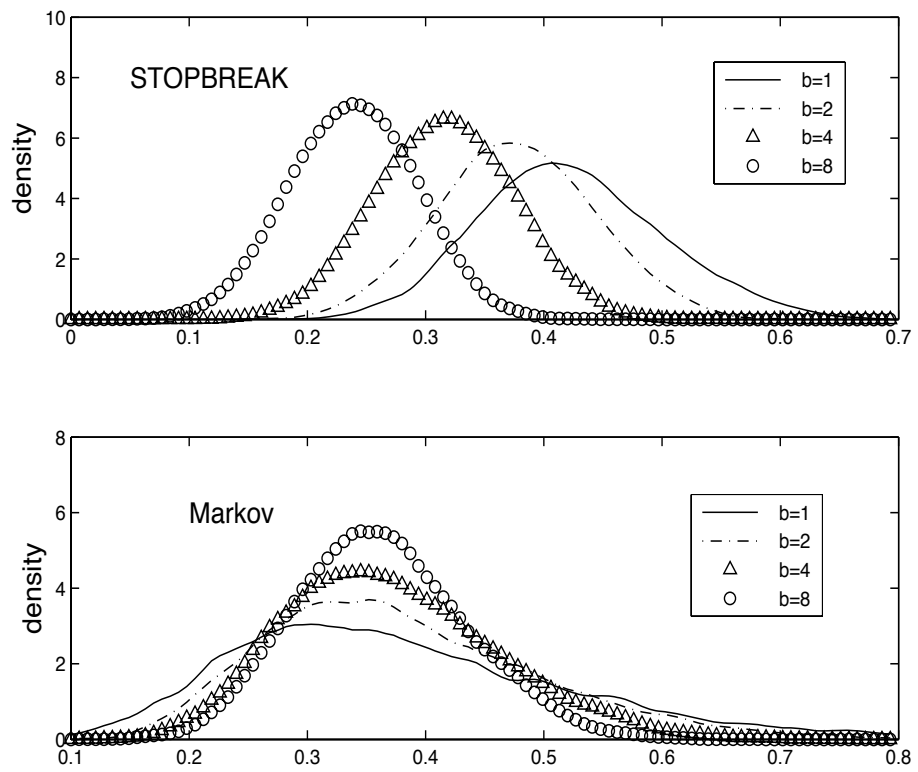 10
8
6
4
2
0
density
STOPBREAK
b=1
b=2
b=4
b=8
0 0.1 0.2 0.3 0.4 0.5 0.6 0.7
8
6
4
2
0
density
Markov
b=1
b=2
b=4
b=8
0.1 0.2 0.3 0.4 0.5 0.6 0.7 0.8